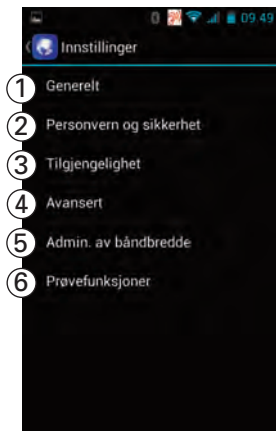 09.49
Innstillinger
1 Generelt
2 Personvern og sikkerhet
3 Tilgjengelighet
4 Avansert
5 Admin. av båndbredde
6 Prøvefunksjoner